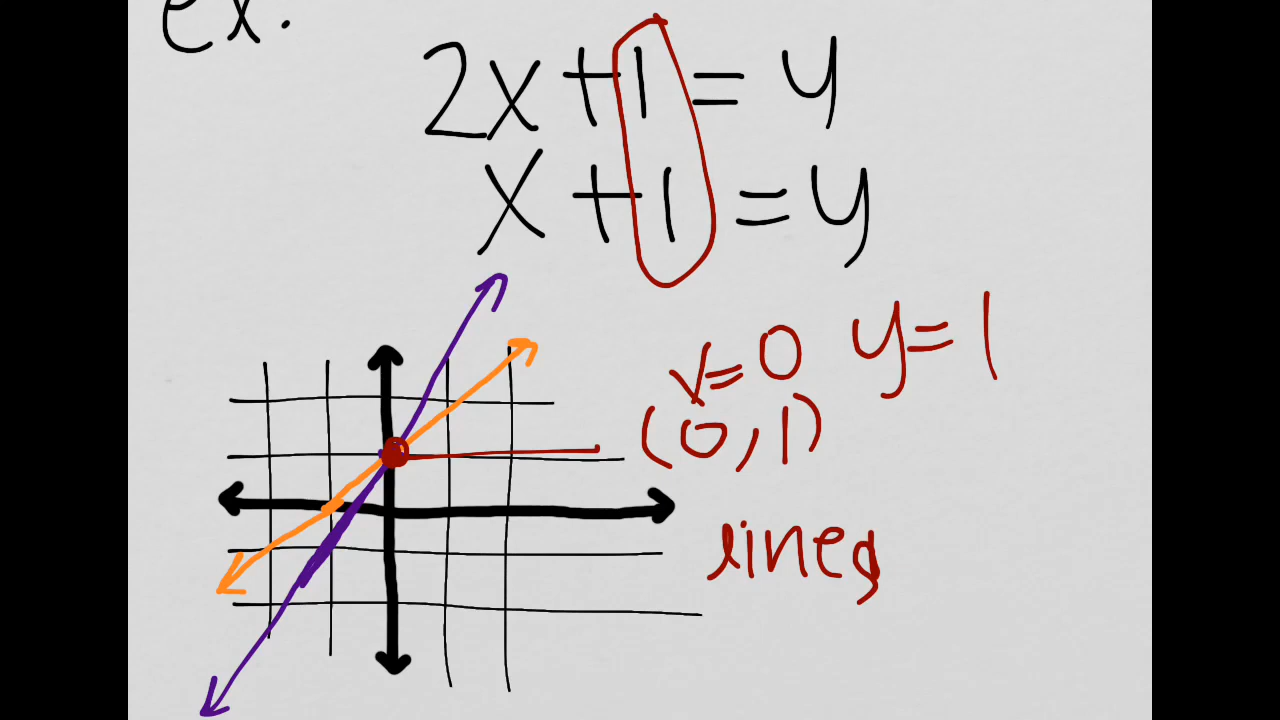 ex.
2x+1=y
x+1=y
x=0 y=1
(0,1)
lines